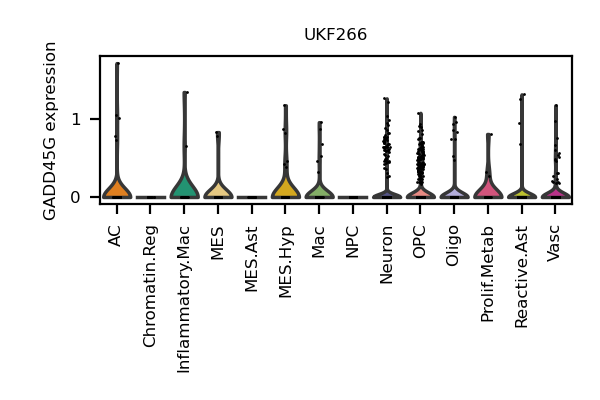 UKF266
GADD45G expression
1
0
AC
Chromatin.Reg
Inflammatory.Mac
MES
MES.Ast
MES.Hyp
Mac
NPC
Neuron
OPC
Oligo
Prolif.Metab
Reactive.Ast
Vasc